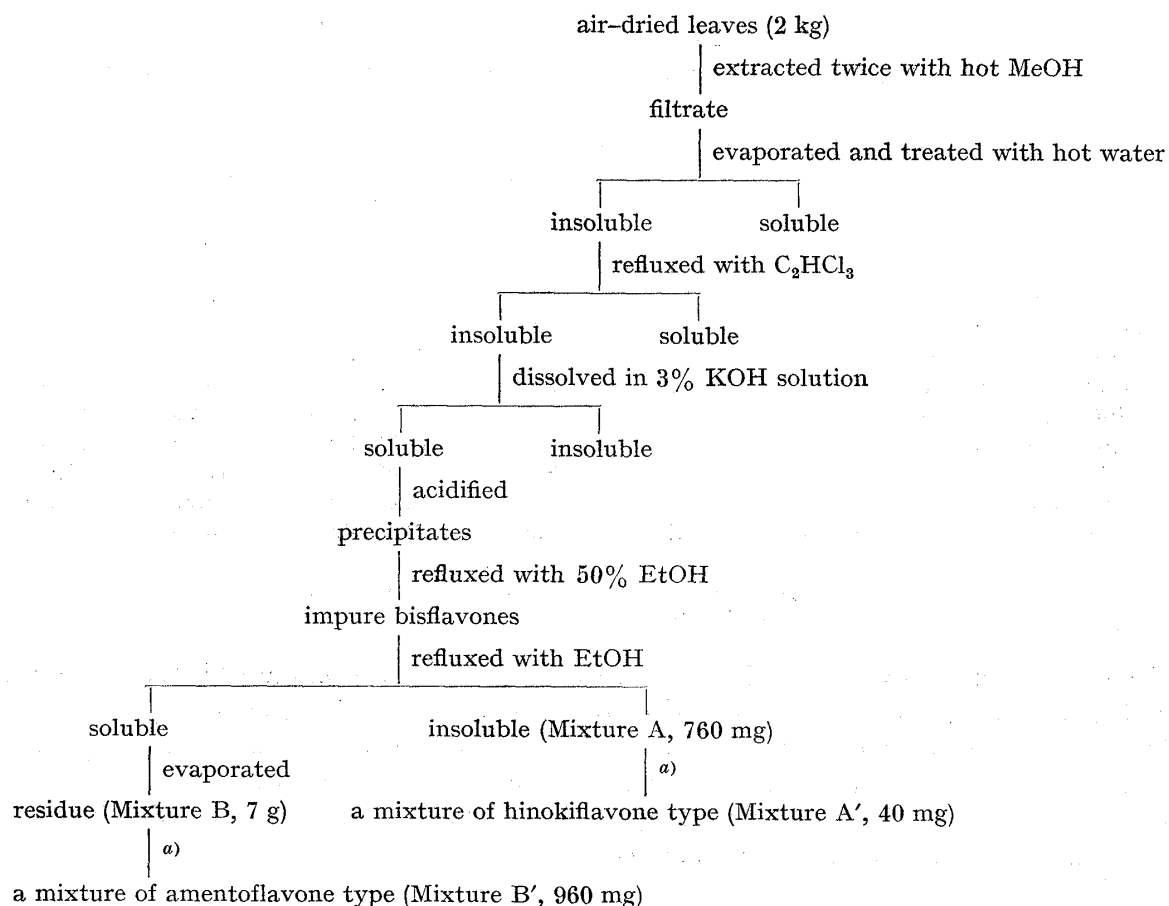 air–dried leaves (2 kg)
extracted twice with hot MeOH
filtrate
evaporated and treated with hot water
insoluble soluble
refluxed with C₂HCl₃
insoluble soluble
dissolved in 3% KOH solution
soluble insoluble
acidified
precipitates
refluxed with 50% EtOH
impure bisflavones
refluxed with EtOH
soluble insoluble (Mixture A, 760 mg)
evaporated a)
residue (Mixture B, 7 g) a mixture of hinokiflavone type (Mixture A′, 40 mg)
a)
a mixture of amentoflavone type (Mixture B′, 960 mg)